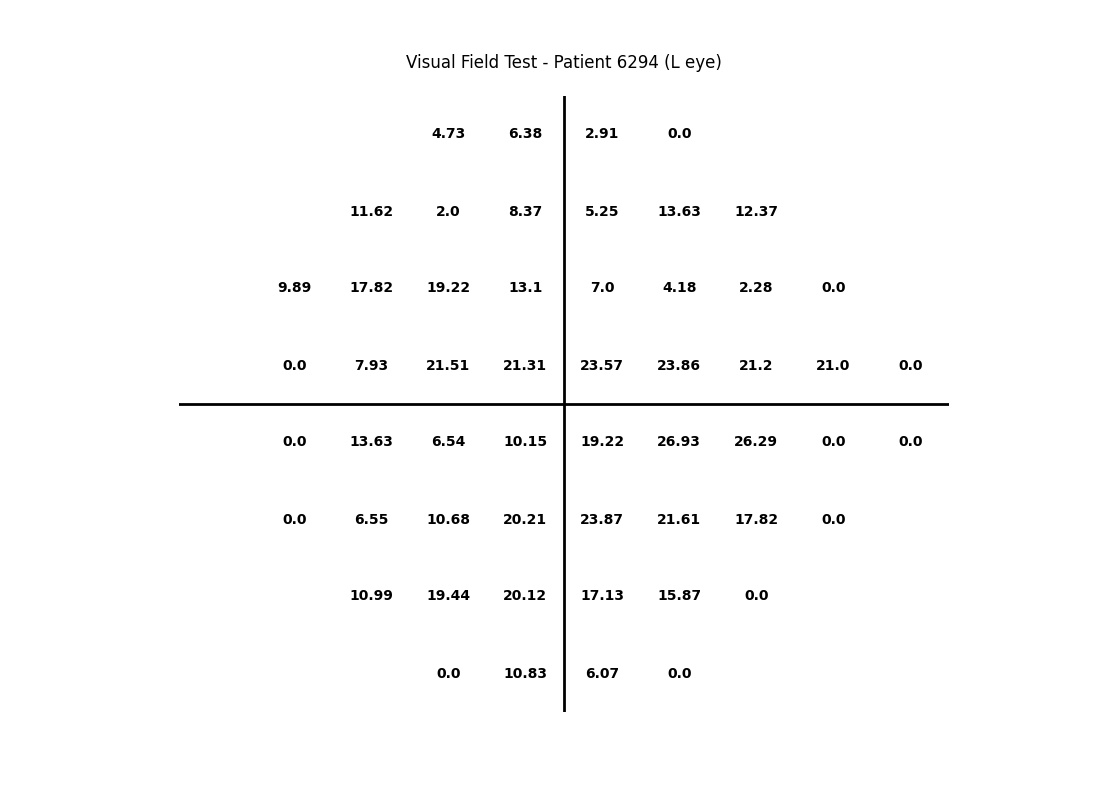 Visual Field Test - Patient 6294 (L eye)
4.73 6.38 2.91 0.0
11.62 2.0 8.37 5.25 13.63 12.37
9.89 17.82 19.22 13.1 7.0 4.18 2.28 0.0
0.0 7.93 21.51 21.31 23.57 23.86 21.2 21.0 0.0
0.0 13.63 6.54 10.15 19.22 26.93 26.29 0.0 0.0
0.0 6.55 10.68 20.21 23.87 21.61 17.82 0.0
10.99 19.44 20.12 17.13 15.87 0.0
0.0 10.83 6.07 0.0